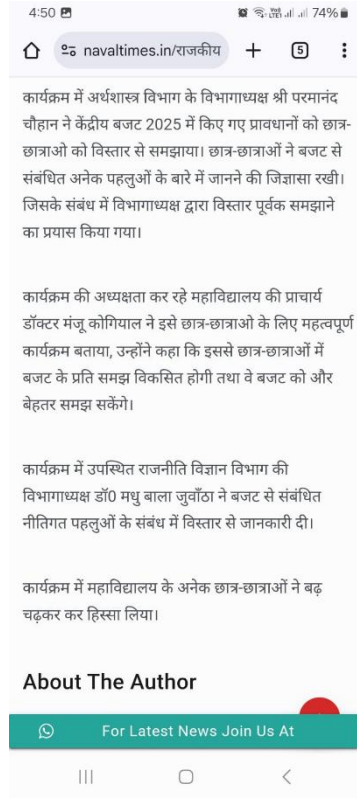 4:50 74%
navaltimes.in/राजकीय 5
कार्यक्रम में अर्थशास्त्र विभाग के विभागाध्यक्ष श्री परमानंद
चौहान ने केंद्रीय बजट 2025 में किए गए प्रावधानों को छात्र-
छात्राओ को विस्तार से समझाया। छात्र-छात्राओं ने बजट से
संबंधित अनेक पहलुओं के बारे में जानने की जिज्ञासा रखी।
जिसके संबंध में विभागाध्यक्ष द्वारा विस्तार पूर्वक समझाने
का प्रयास किया गया।
कार्यक्रम की अध्यक्षता कर रहे महाविद्यालय की प्राचार्य
डॉक्टर मंजू कोगियाल ने इसे छात्र-छात्राओ के लिए महत्वपूर्ण
कार्यक्रम बताया, उन्होंने कहा कि इससे छात्र-छात्राओं में
बजट के प्रति समझ विकसित होगी तथा वे बजट को और
बेहतर समझ सकेंगे।
कार्यक्रम में उपस्थित राजनीति विज्ञान विभाग की
विभागाध्यक्ष डॉ0 मधु बाला जुवाँठा ने बजट से संबंधित
नीतिगत पहलुओं के संबंध में विस्तार से जानकारी दी।
कार्यक्रम में महाविद्यालय के अनेक छात्र-छात्राओं ने बढ़
चढ़कर कर हिस्सा लिया।
About The Author
For Latest News Join Us At